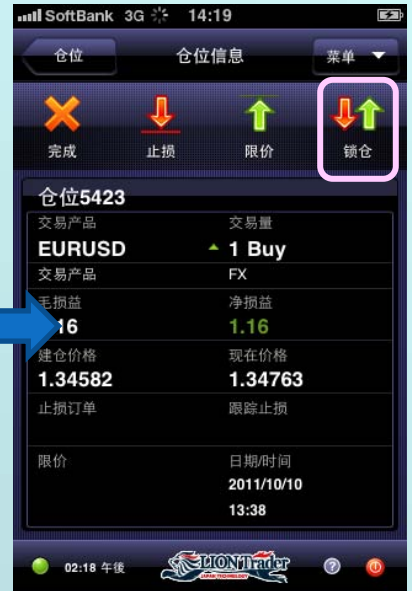 SoftBank 3G 14:19
仓位 仓位信息 菜单
完成 止损 限价 锁仓
仓位5423
交易产品 交易量
EURUSD 1 Buy
交易产品 FX
毛损益 净损益
16 1.16
建仓价格 现在价格
1.34582 1.34763
止损订单 跟踪止损
限价 日期/时间
2011/10/10
13:38
02:18 午後 LION Trader
JAPAN TECHNOLOGY